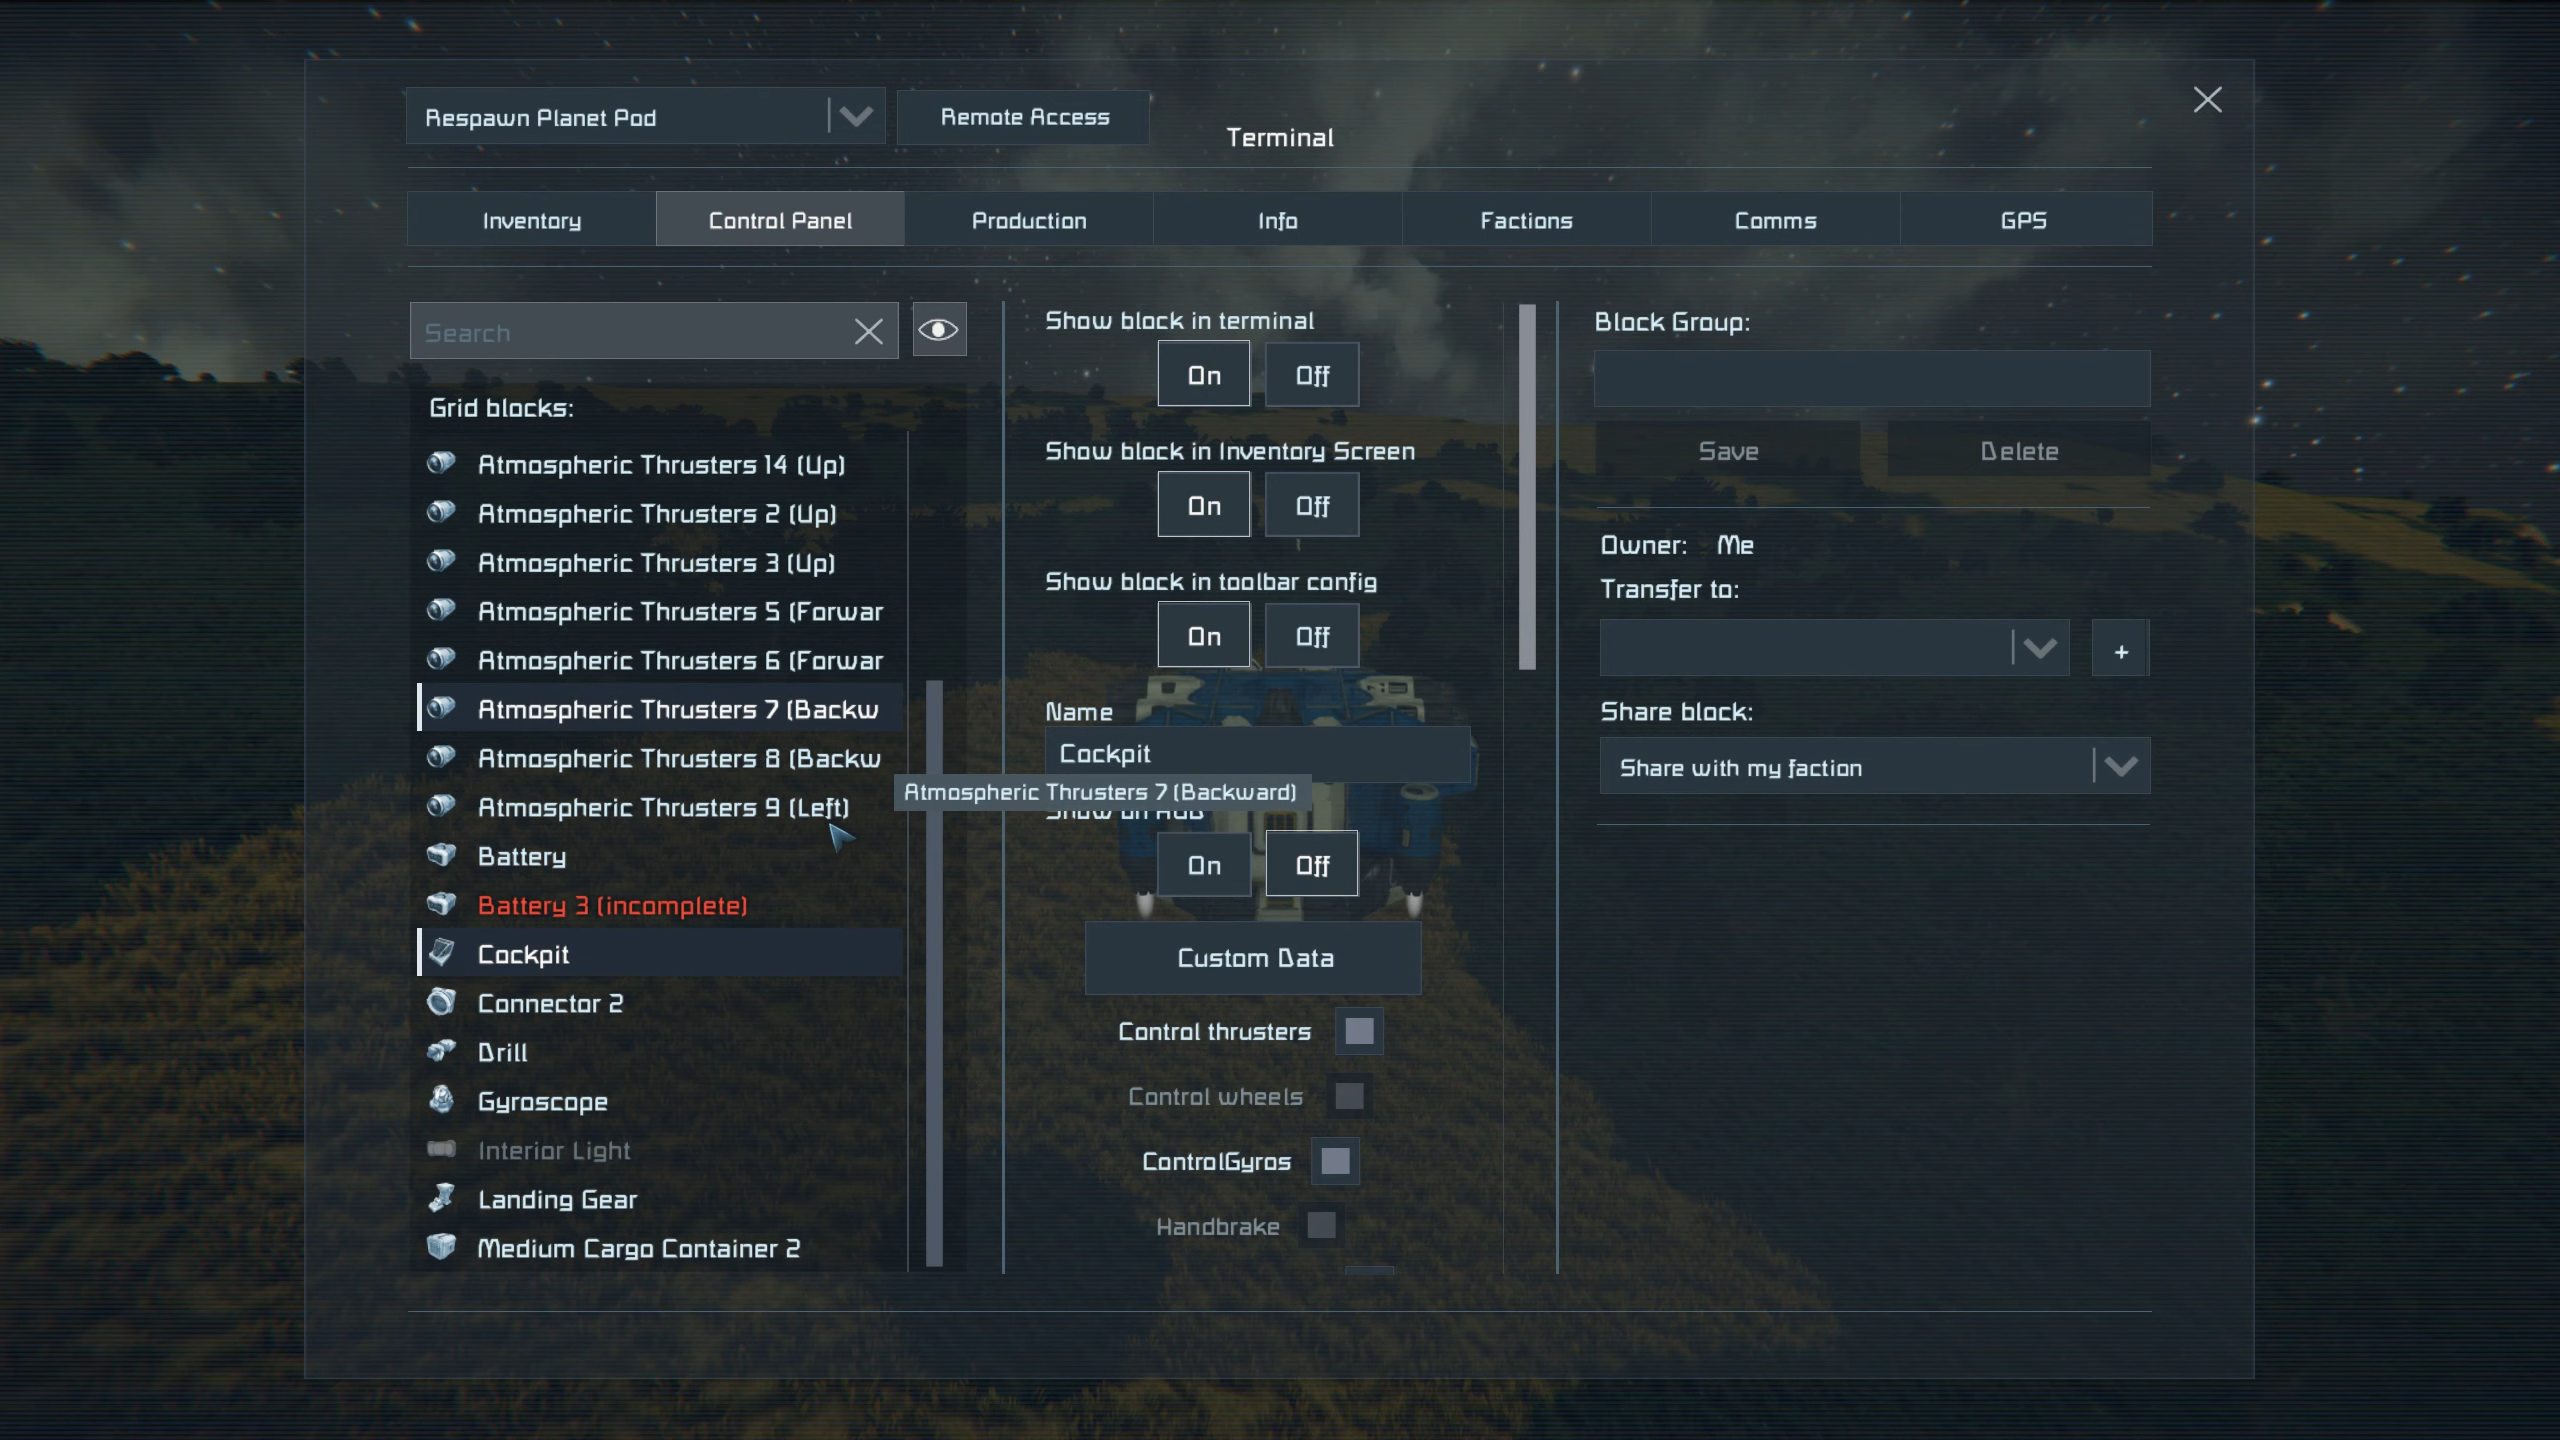 Respawn Planet Pod
Remote Access
Terminal
Inventory
Control Panel
Production
Info
Factions
Comms
GPS
Search
Grid blocks:
Atmospheric Thrusters 14 (Up)
Atmospheric Thrusters 2 (Up)
Atmospheric Thrusters 3 (Up)
Atmospheric Thrusters 5 (Forwar
Atmospheric Thrusters 6 (Forwar
Atmospheric Thrusters 7 (Backw
Atmospheric Thrusters 8 (Backw
Atmospheric Thrusters 9 (Left)
Battery
Battery 3 (incomplete)
Cockpit
Connector 2
Drill
Gyroscope
Interior Light
Landing Gear
Medium Cargo Container 2
Show block in terminal
On Off
Show block in Inventory Screen
On Off
Show block in toolbar config
On Off
Name
Cockpit
Atmospheric Thrusters 7 (Backward)
Show on HUD
On Off
Custom Data
Control thrusters
Control wheels
ControlGyros
Handbrake
Block Group:
Save Delete
Owner: Me
Transfer to:
+
Share block:
Share with my faction